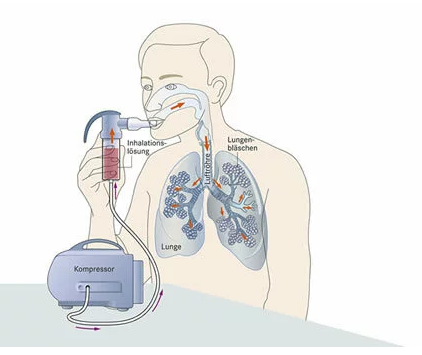 Inhalations-
lösung
Lungen-
bläschen
Luftröhre
Lunge
Kompressor